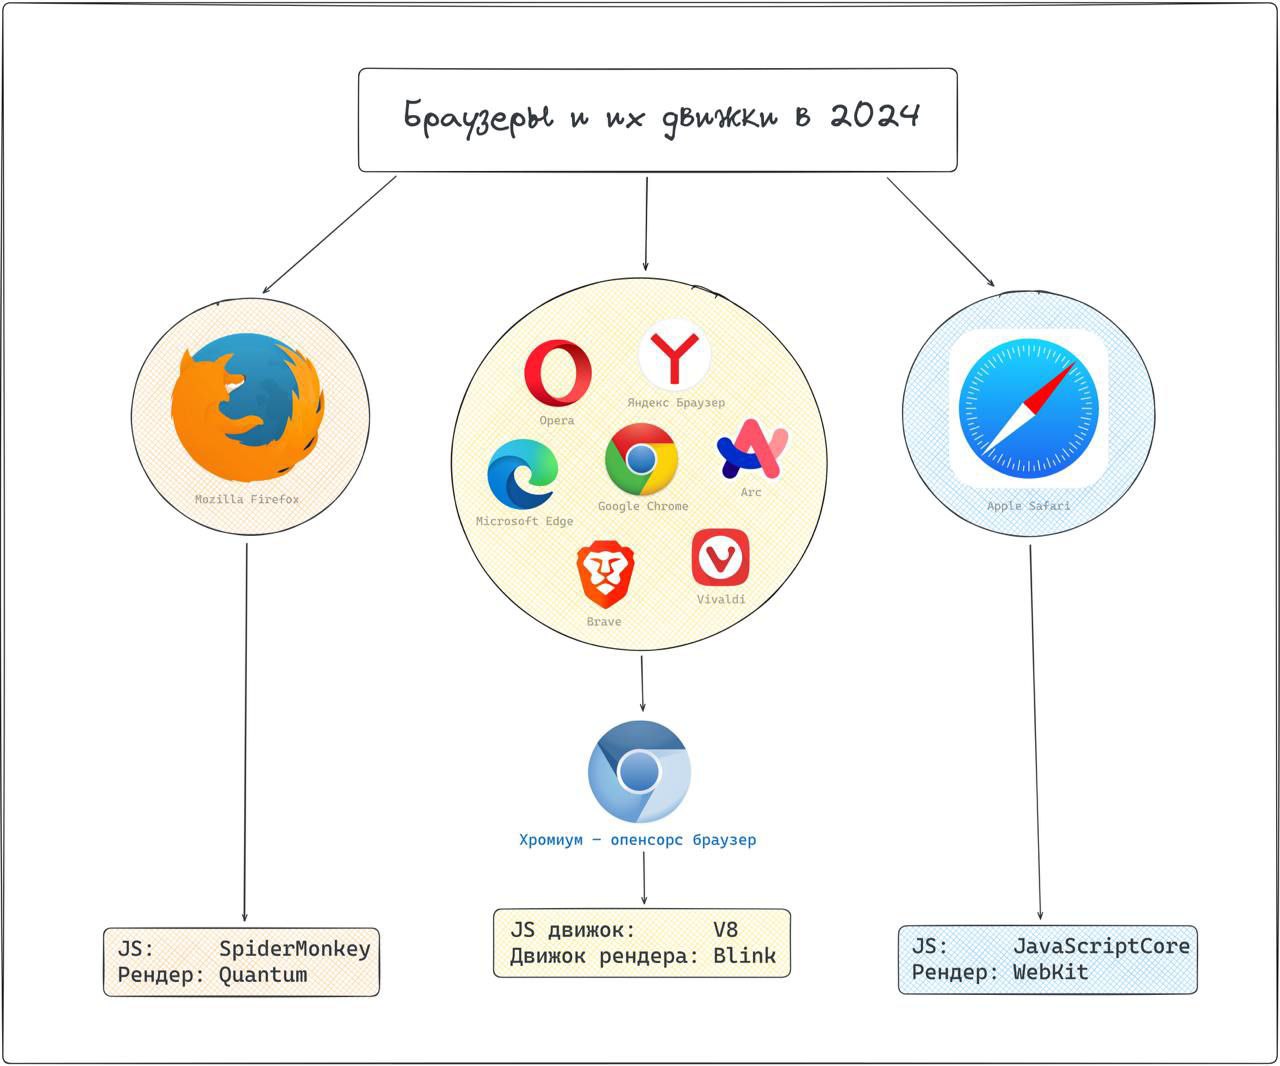 Браузеры и их движки в 2024
Mozilla Firefox
Opera
Яндекс Браузер
Microsoft Edge
Google Chrome
Arc
Brave
Vivaldi
Apple Safari
Хромиум – опенсорс браузер
JS: SpiderMonkey
Рендер: Quantum
JS движок: V8
Движок рендера: Blink
JS: JavaScriptCore
Рендер: WebKit